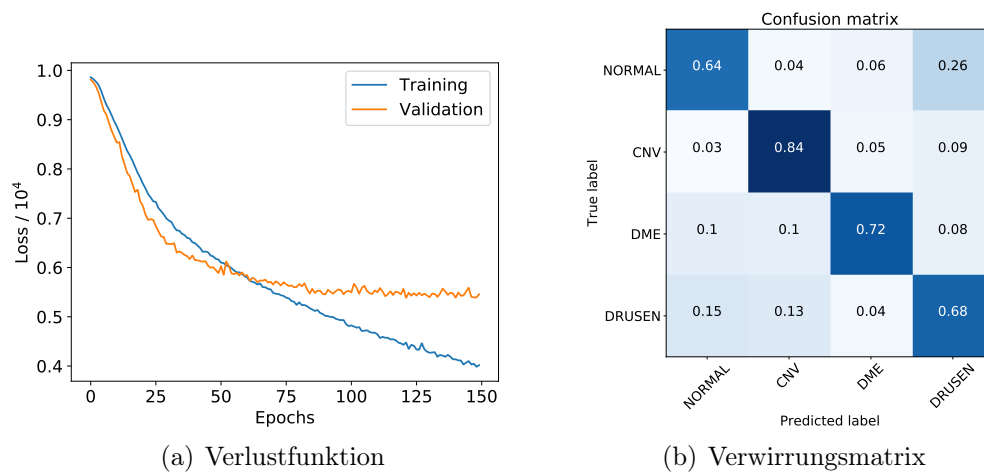 Confusion matrix
1.0
0.9
0.8
0.7
0.6
0.5
0.4
Loss / 10^4
Training
Validation
0 25 50 75 100 125 150
Epochs
NORMAL 0.64 0.04 0.06 0.26
CNV 0.03 0.84 0.05 0.09
DME 0.1 0.1 0.72 0.08
DRUSEN 0.15 0.13 0.04 0.68
True label
NORMAL CNV DME DRUSEN
Predicted label
(a) Verlustfunktion
(b) Verwirrungsmatrix